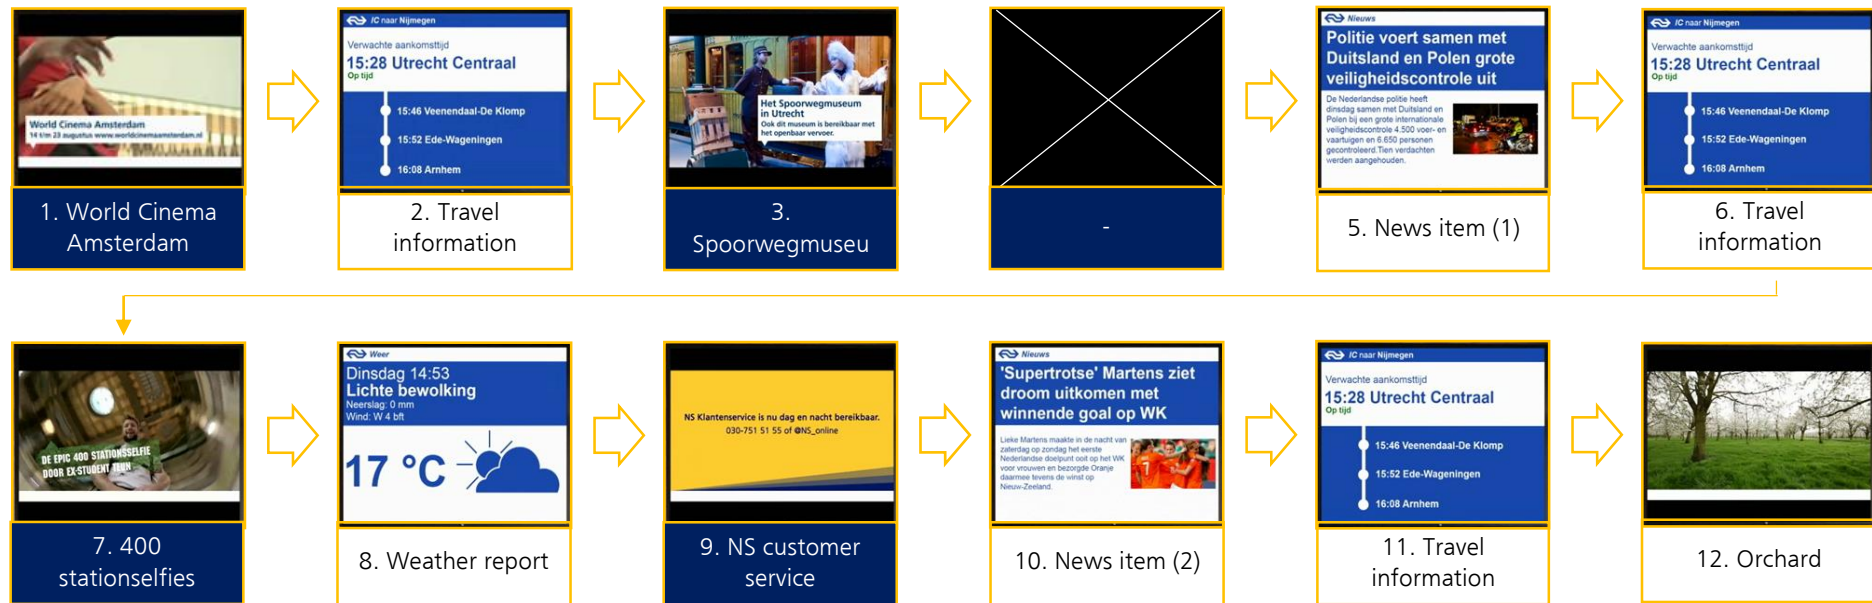 World Cinema Amsterdam
14 t/m 23 augustus www.worldcinemaamsterdam.nl
1. World Cinema
Amsterdam
IC naar Nijmegen
Verwachte aankomsttijd
15:28 Utrecht Centraal
Op tijd
15:46 Veenendaal-De Klomp
15:52 Ede-Wageningen
16:08 Arnhem
2. Travel
information
Het Spoorwegmuseum
in Utrecht
Ook dit museum is bereikbaar met
het openbaar vervoer.
3.
Spoorwegmuseu
-
Nieuws
Politie voert samen met
Duitsland en Polen grote
veiligheidscontrole uit
De Nederlandse politie heeft
dinsdag samen met Duitsland en
Polen bij een grote internationale
veiligheidscontrole 4.500 voer- en
vaartuigen en 6.650 personen
gecontroleerd.Tien verdachten
werden aangehouden.
5. News item (1)
IC naar Nijmegen
Verwachte aankomsttijd
15:28 Utrecht Centraal
Op tijd
15:46 Veenendaal-De Klomp
15:52 Ede-Wageningen
16:08 Arnhem
6. Travel
information
DE EPIC 400 STATIONSSELFIE
DOOR EX-STUDENT TEUN
7. 400
stationselfies
Weer
Dinsdag 14:53
Lichte bewolking
Neerslag: 0 mm
Wind: W 4 bft
17 °C
8. Weather report
NS Klantenservice is nu dag en nacht bereikbaar.
030-751 51 55 of @NS_online
9. NS customer
service
Nieuws
'Supertrotse' Martens ziet
droom uitkomen met
winnende goal op WK
Lieke Martens maakte in de nacht van
zaterdag op zondag het eerste
Nederlandse doelpunt ooit op het WK
voor vrouwen en bezorgde Oranje
daarmee tevens de winst op
Nieuw-Zeeland.
10. News item (2)
IC naar Nijmegen
Verwachte aankomsttijd
15:28 Utrecht Centraal
Op tijd
15:46 Veenendaal-De Klomp
15:52 Ede-Wageningen
16:08 Arnhem
11. Travel
information
12. Orchard